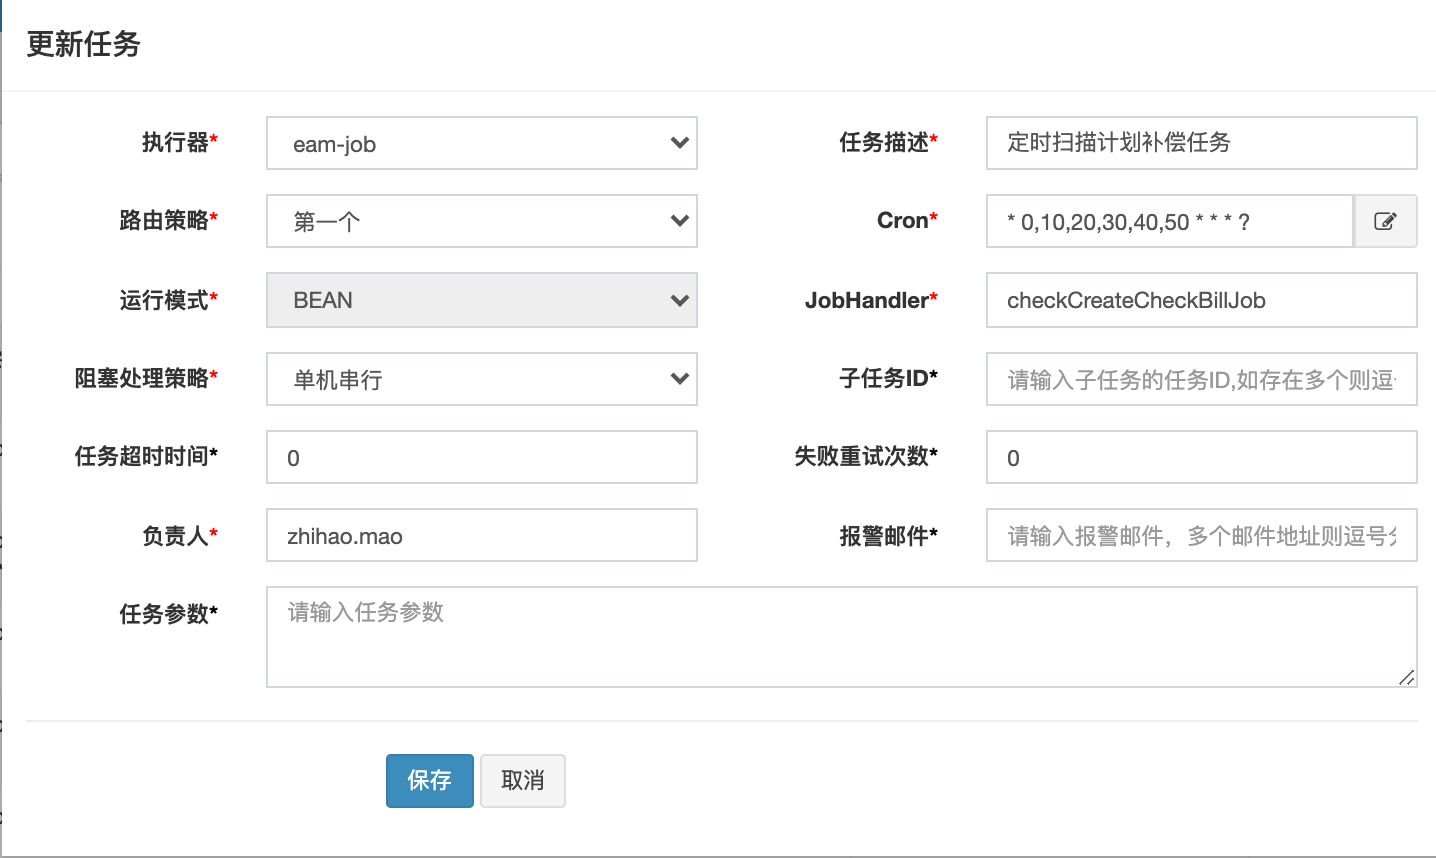 更新任务
执行器* eam-job 任务描述* 定时扫描计划补偿任务
路由策略* 第一个 Cron* * 0,10,20,30,40,50 * * * ?
运行模式* BEAN JobHandler* checkCreateCheckBillJob
阻塞处理策略* 单机串行 子任务ID* 请输入子任务的任务ID,如存在多个则逗
任务超时时间* 0 失败重试次数* 0
负责人* zhihao.mao 报警邮件* 请输入报警邮件，多个邮件地址则逗号分
任务参数* 请输入任务参数
保存 取消